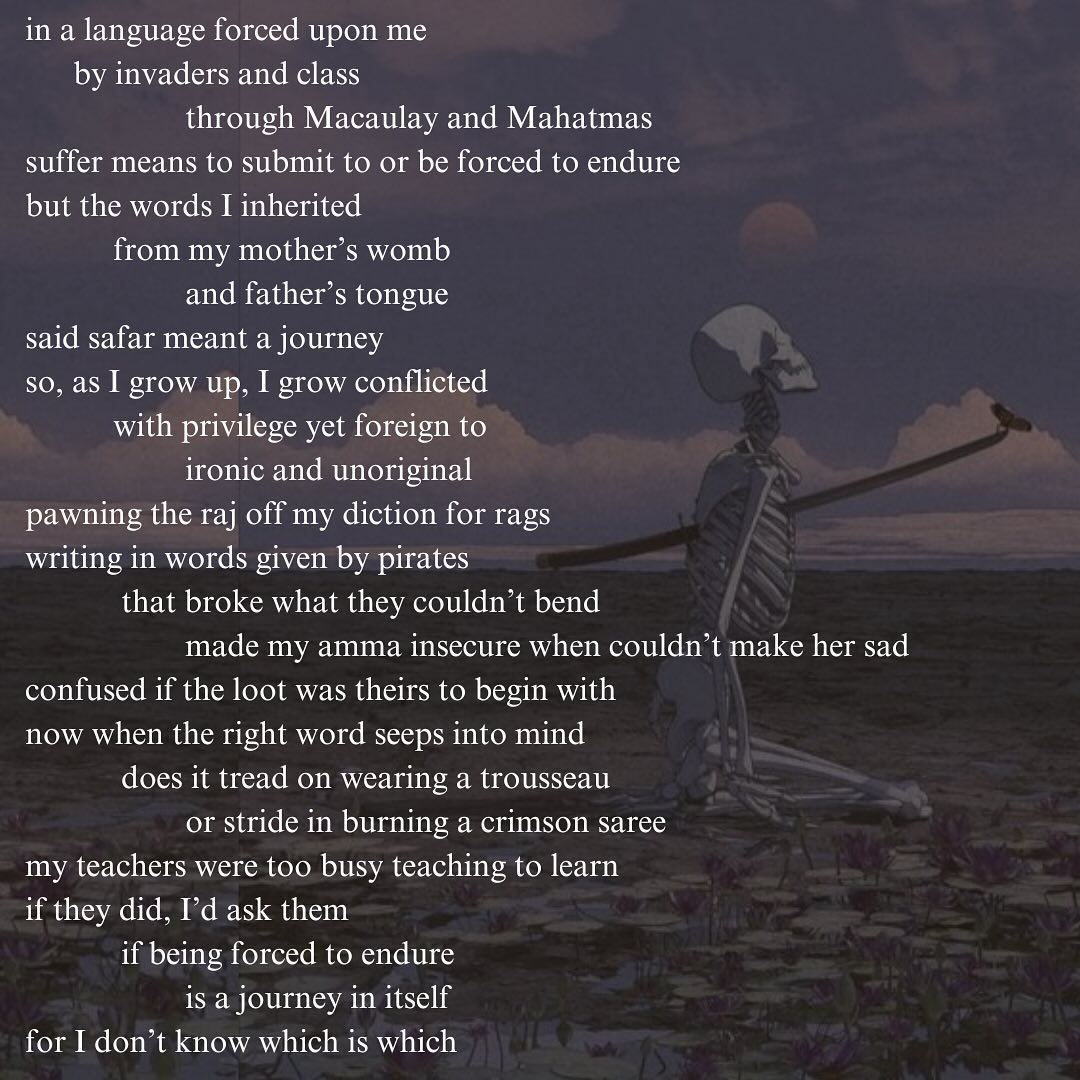 in a language forced upon me
by invaders and class
through Macaulay and Mahatmas
suffer means to submit to or be forced to endure
but the words I inherited
from my mother’s womb
and father’s tongue
said safar meant a journey
so, as I grow up, I grow conflicted
with privilege yet foreign to
ironic and unoriginal
pawning the raj off my diction for rags
writing in words given by pirates
that broke what they couldn’t bend
made my amma insecure when couldn’t make her sad
confused if the loot was theirs to begin with
now when the right word seeps into mind
does it tread on wearing a trousseau
or stride in burning a crimson saree
my teachers were too busy teaching to learn
if they did, I’d ask them
if being forced to endure
is a journey in itself
for I don’t know which is which